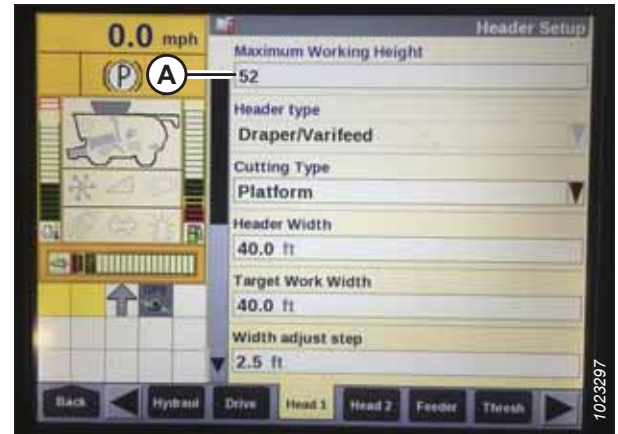 0.0 mph
(P)
A
Header Setup
Maximum Working Height
52
Header type
Draper/Varifeed
Cutting Type
Platform
Header Width
40.0 ft
Target Work Width
40.0 ft
Width adjust step
2.5 ft
Back
Hydraul
Drive
Head 1
Head 2
Feeder
Thresh
1023297